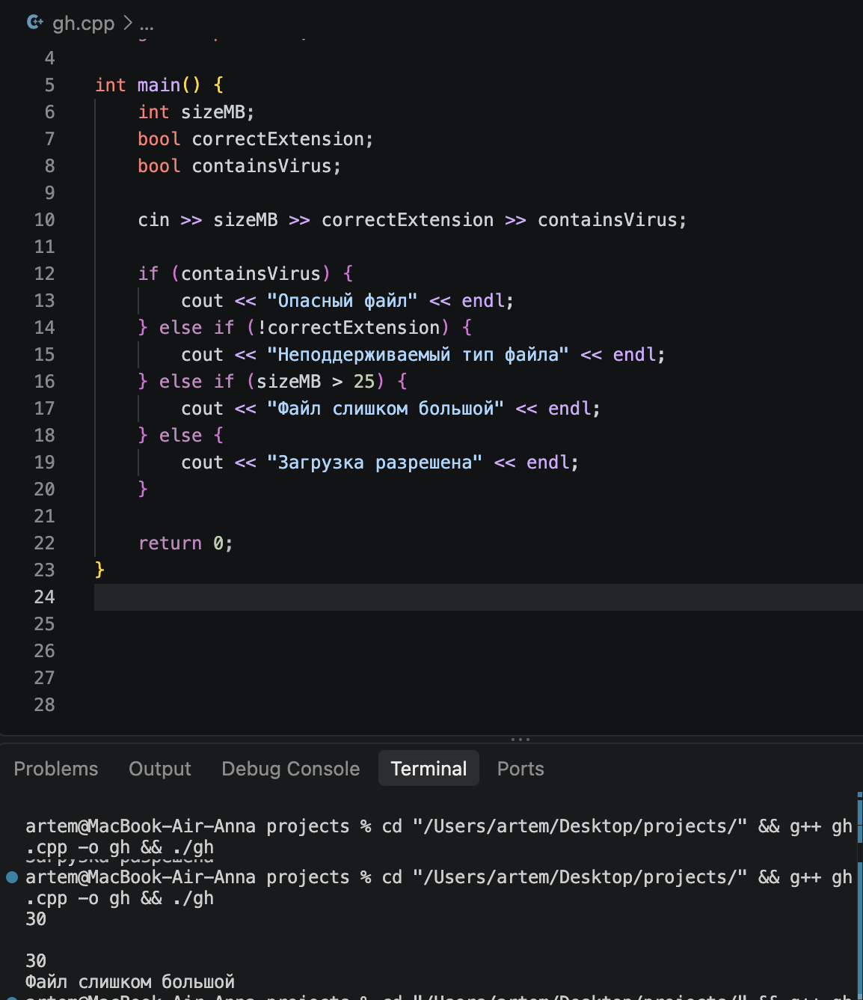 gh.cpp > ...
4
5 int main() {
6 int sizeMB;
7 bool correctExtension;
8 bool containsVirus;
9
10 cin >> sizeMB >> correctExtension >> containsVirus;
11
12 if (containsVirus) {
13 cout << "Опасный файл" << endl;
14 } else if (!correctExtension) {
15 cout << "Неподдерживаемый тип файла" << endl;
16 } else if (sizeMB > 25) {
17 cout << "Файл слишком большой" << endl;
18 } else {
19 cout << "Загрузка разрешена" << endl;
20 }
21
22 return 0;
23 }
24
25
26
27
28
Problems Output Debug Console Terminal Ports
artem@MacBook-Air-Anna projects % cd "/Users/artem/Desktop/projects/" && g++ gh
.cpp -o gh && ./gh
artem@MacBook-Air-Anna projects % cd "/Users/artem/Desktop/projects/" && g++ gh
.cpp -o gh && ./gh
30
30
Файл слишком большой